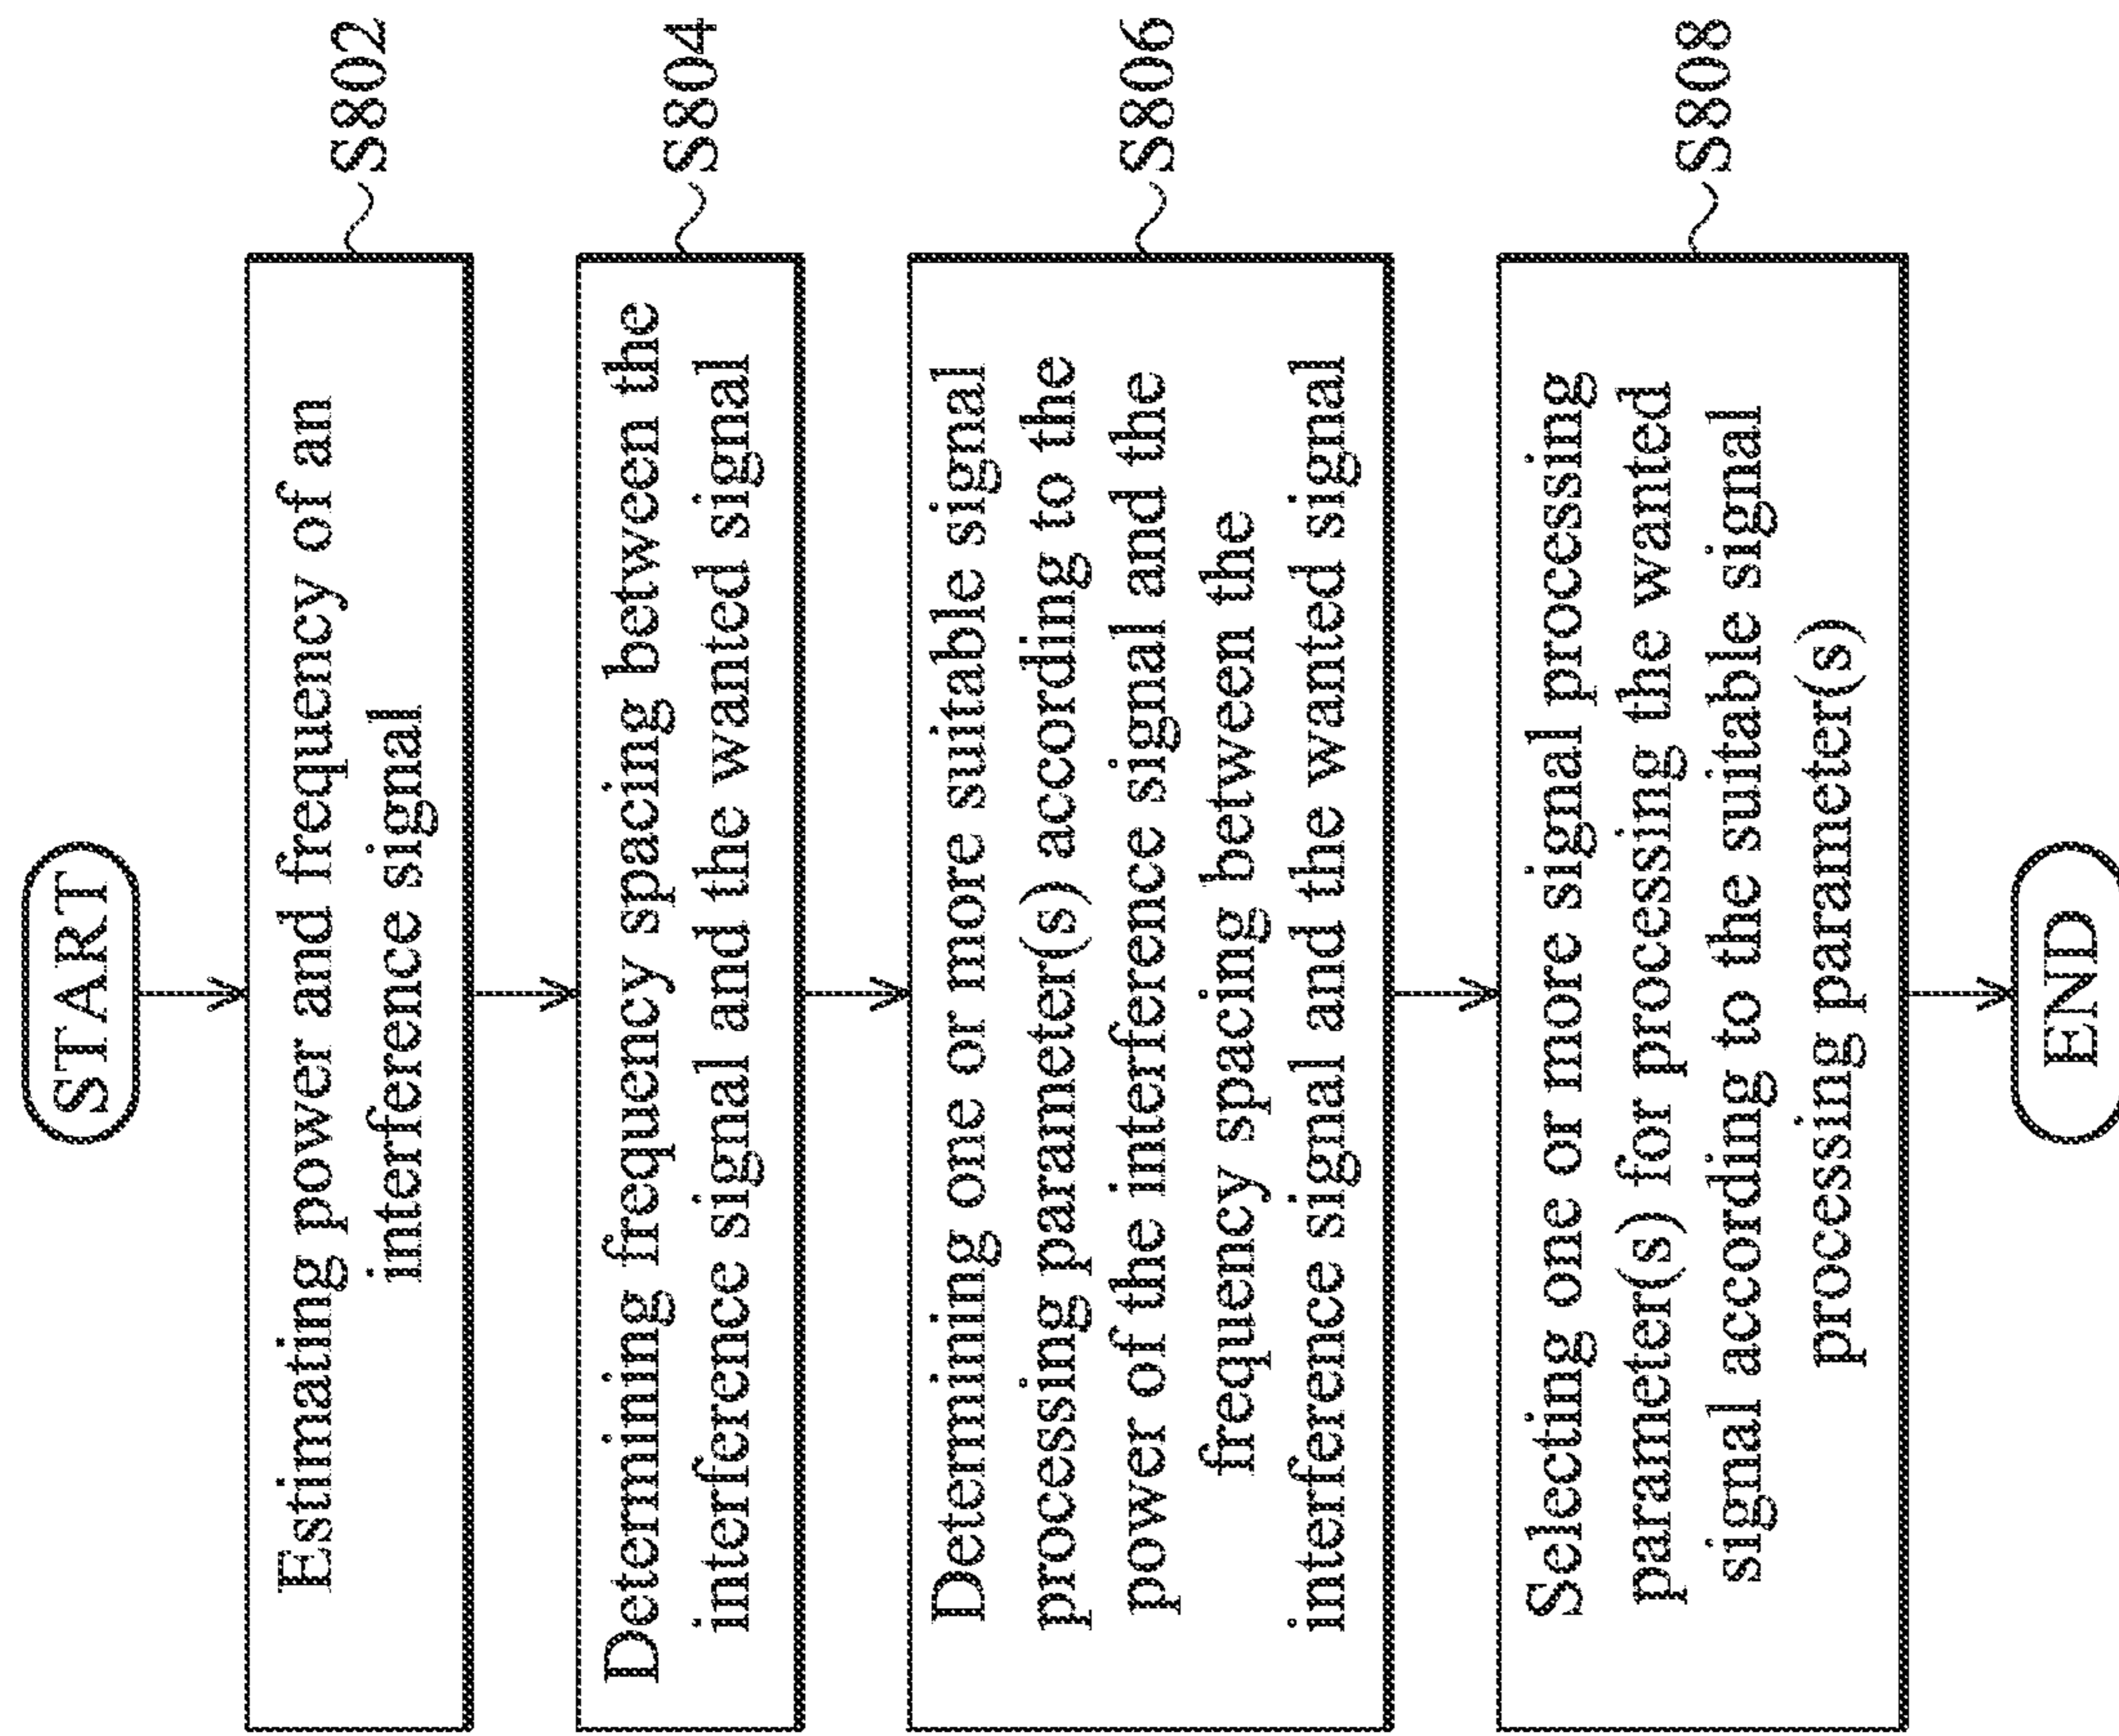 START
Estimating power and frequency of an
interference signal
S802
Determining frequency spacing between the
interference signal and the wanted signal
S804
Determining one or more suitable signal
processing parameter(s) according to the
power of the interference signal and the
frequency spacing between the
interference signal and the wanted signal
S806
Selecting one or more signal processing
parameter(s) for processing the wanted
signal according to the suitable signal
processing parameter(s)
S808
END